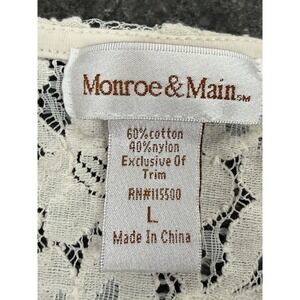 Monroe&Main SM
60%cotton
40%nylon
Exclusive Of
Trim
RN#115500
L
Made In China